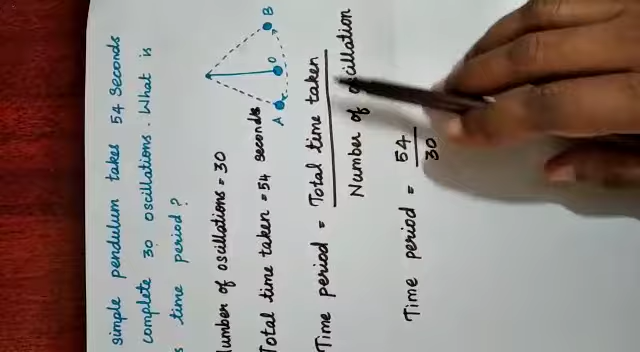 simple pendulum takes 54 seconds
complete 30 oscillations. What is
s time period?
B
O
A
Number of oscillations = 30
Total time taken = 54 seconds
Time period = Total time taken
Number of oscillation
Time period = 54
30